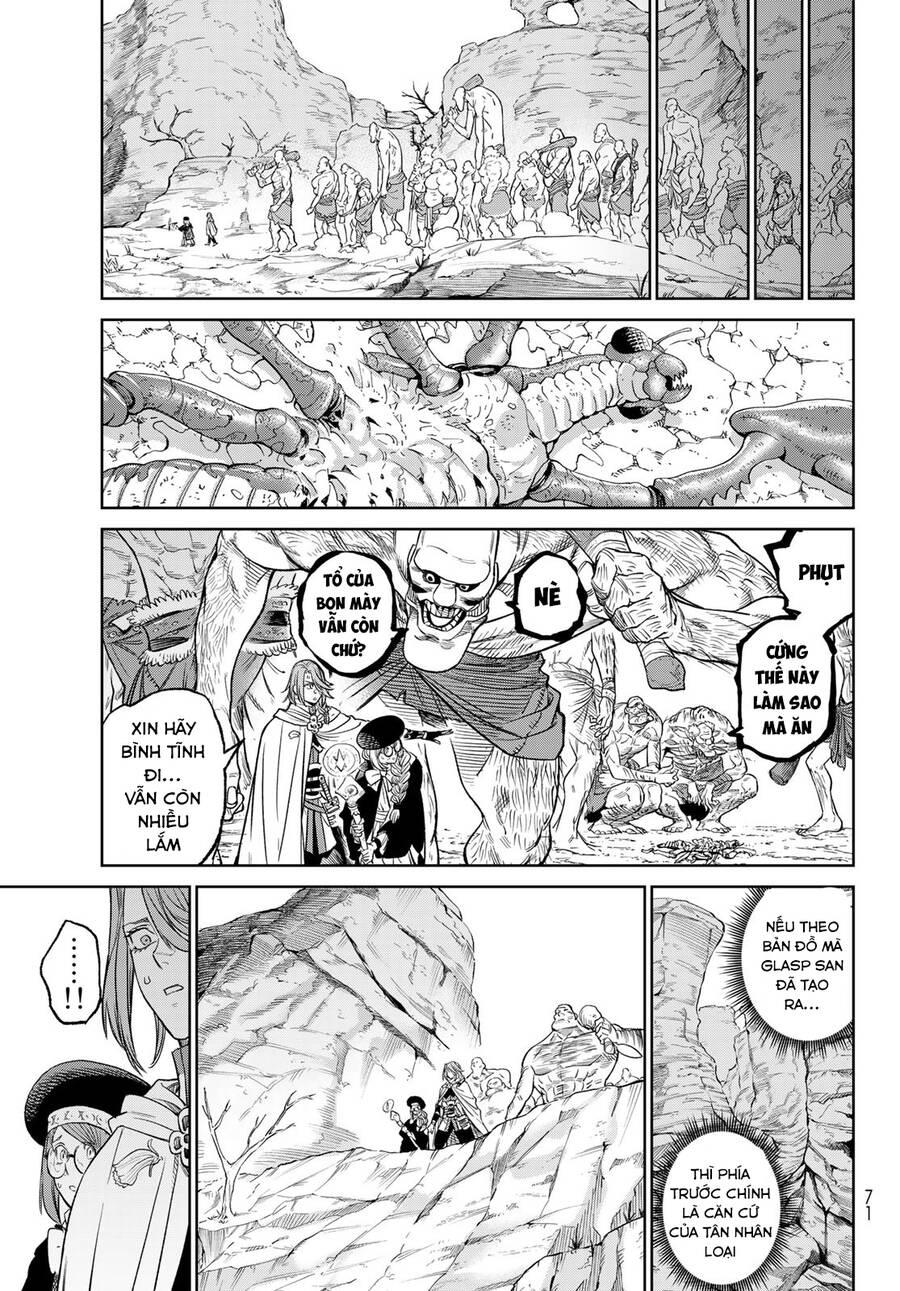 PHỤT
CỨNG
THẾ NÀY
LÀM SAO
MÀ ĂN
NÈ
TỔ CỦA
BỌN MÀY
VẪN CÒN
CHỨ?
XIN HÃY
BÌNH TĨNH
ĐI...
VẪN CÒN
NHIỀU
LẮM
NẾU THEO
BẢN ĐỒ MÀ
GLASP SAN
ĐÃ TẠO
RA...
THÌ PHÍA
TRƯỚC CHÍNH
LÀ CĂN CỨ
CỦA TÂN NHÂN
LOẠI
......!!
71